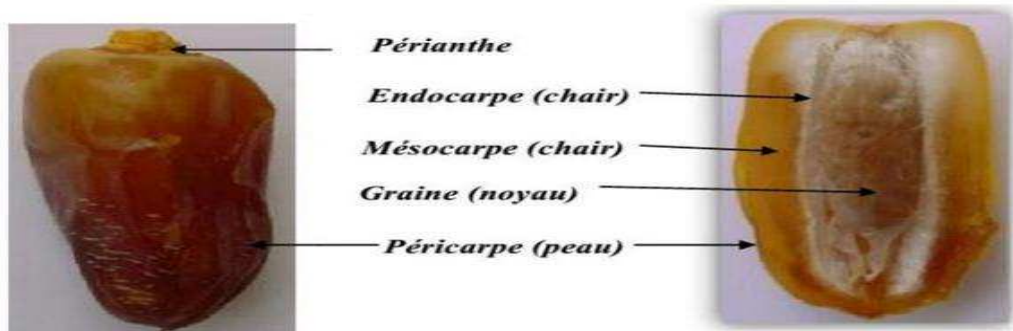 Périanthe
Endocarpe (chair)
Mésocarpe (chair)
Graine (noyau)
Péricarpe (peau)